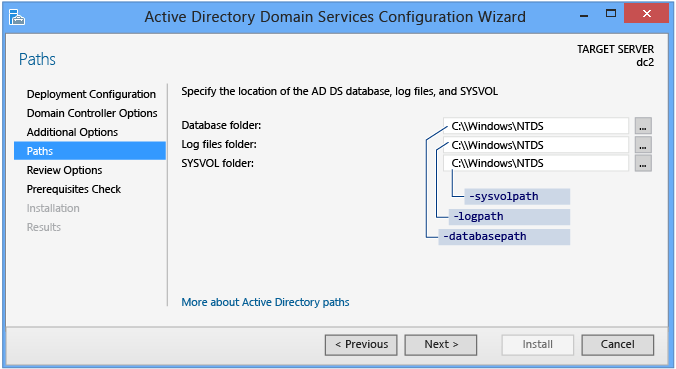 Active Directory Domain Services Configuration Wizard
Paths
TARGET SERVER
dc2
Deployment Configuration
Domain Controller Options
Additional Options
Paths
Review Options
Prerequisites Check
Installation
Results
Specify the location of the AD DS database, log files, and SYSVOL
Database folder: C:\\Windows\NTDS ...
Log files folder: C:\\Windows\NTDS ...
SYSVOL folder: C:\\Windows\NTDS ...
-sysvolpath
-logpath
-databasepath
More about Active Directory paths
< Previous Next > Install Cancel